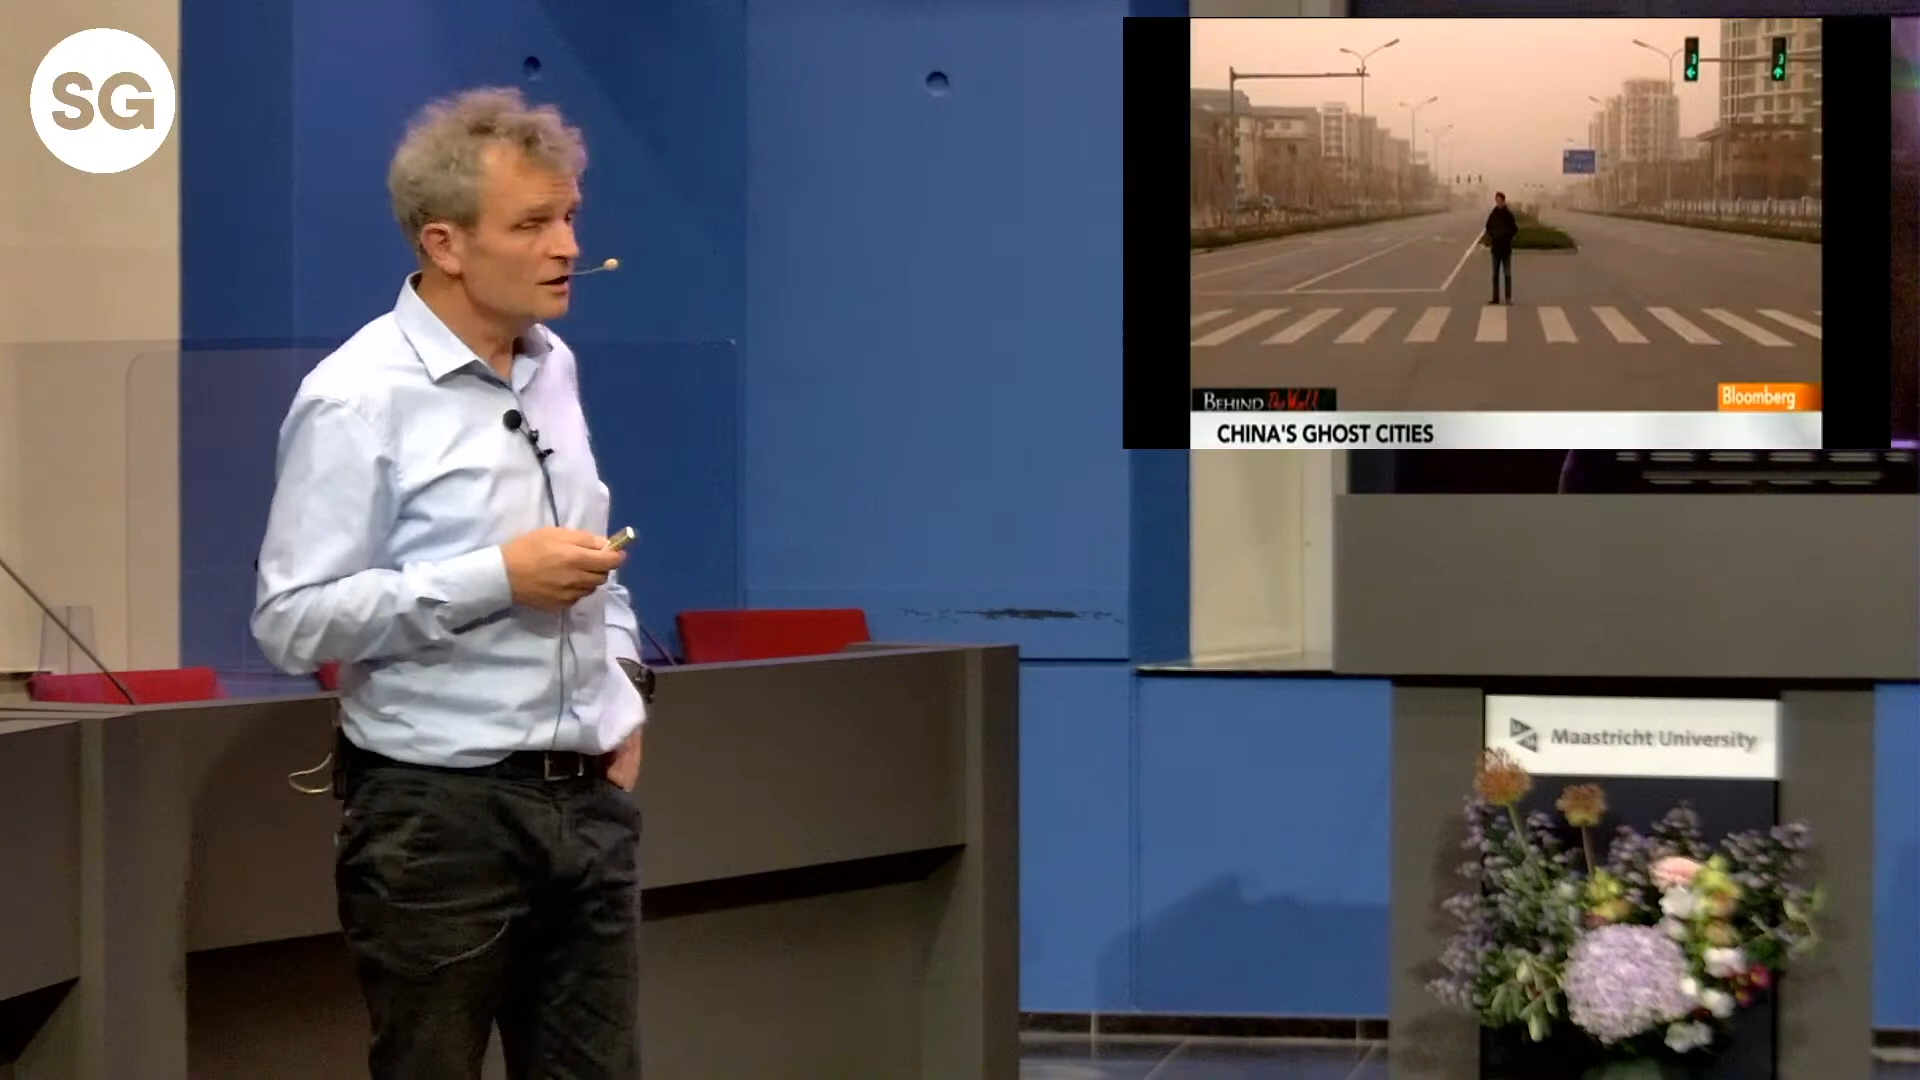 SG
BEHIND The Wall
Bloomberg
CHINA'S GHOST CITIES
Maastricht University